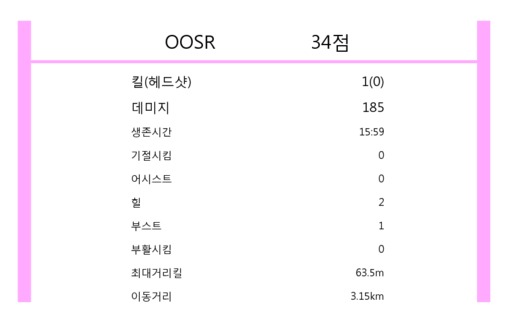 OOSR 34점
킬(헤드샷) 1(0)
데미지 185
생존시간 15:59
기절시킴 0
어시스트 0
힐 2
부스트 1
부활시킴 0
최대거리킬 63.5m
이동거리 3.15km